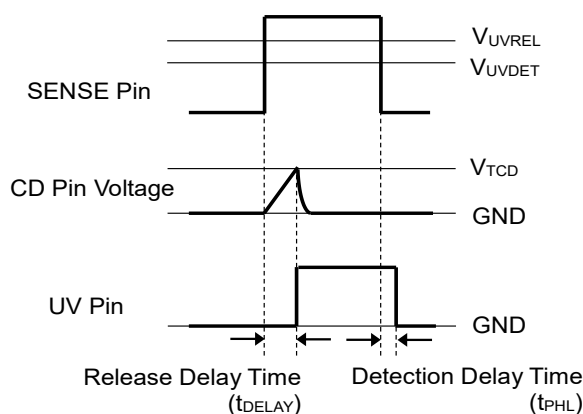 VUVREL
VUVDET
SENSE Pin
VTCD
CD Pin Voltage
GND
UV Pin
GND
Release Delay Time
(tDELAY)
Detection Delay Time
(tPHL)